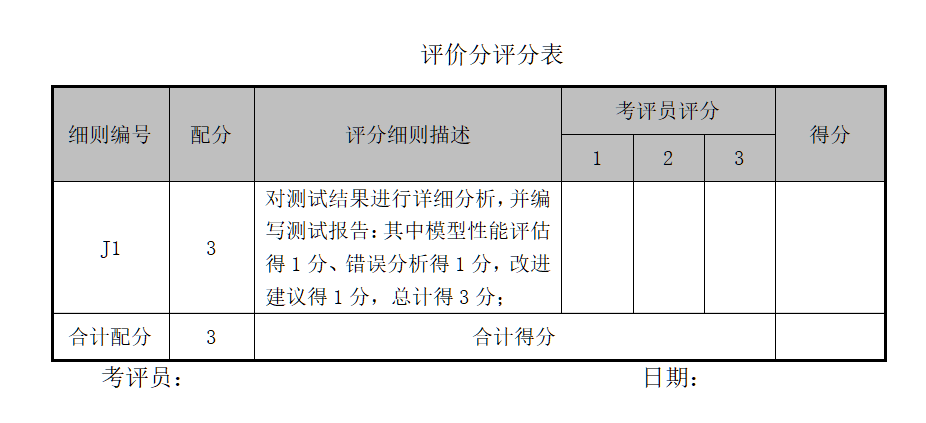 评价分评分表
细则编号 配分 评分细则描述 考评员评分 得分
1 2 3
J1 3 对测试结果进行详细分析,并编
写测试报告:其中模型性能评估
得1分、错误分析得1分,改进
建议得1分,总计得3分;
合计配分 3 合计得分
考评员: 日期: